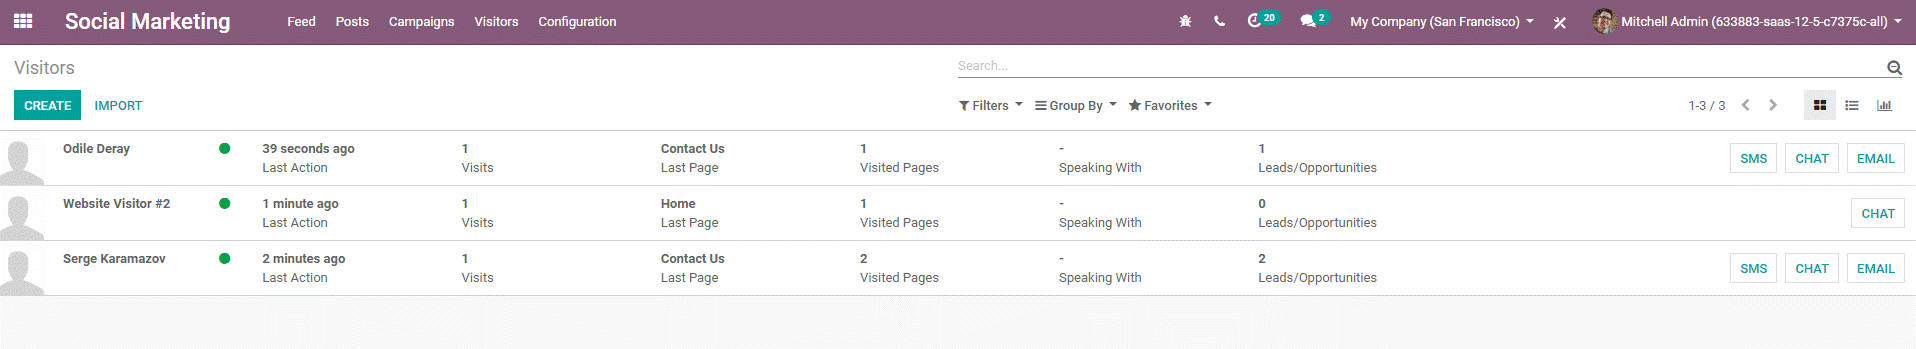 Social Marketing Feed Posts Campaigns Visitors Configuration 20 2 My Company (San Francisco) Mitchell Admin (633883-saas-12-5-c7375c-all)
Visitors Search...
CREATE IMPORT Filters Group By Favorites 1-3 / 3
Odile Deray 39 seconds ago 1 Contact Us 1 - 1
Last Action Visits Last Page Visited Pages Speaking With Leads/Opportunities SMS CHAT EMAIL
Website Visitor #2 1 minute ago 1 Home 1 - 0
Last Action Visits Last Page Visited Pages Speaking With Leads/Opportunities CHAT
Serge Karamazov 2 minutes ago 1 Contact Us 2 - 2
Last Action Visits Last Page Visited Pages Speaking With Leads/Opportunities SMS CHAT EMAIL